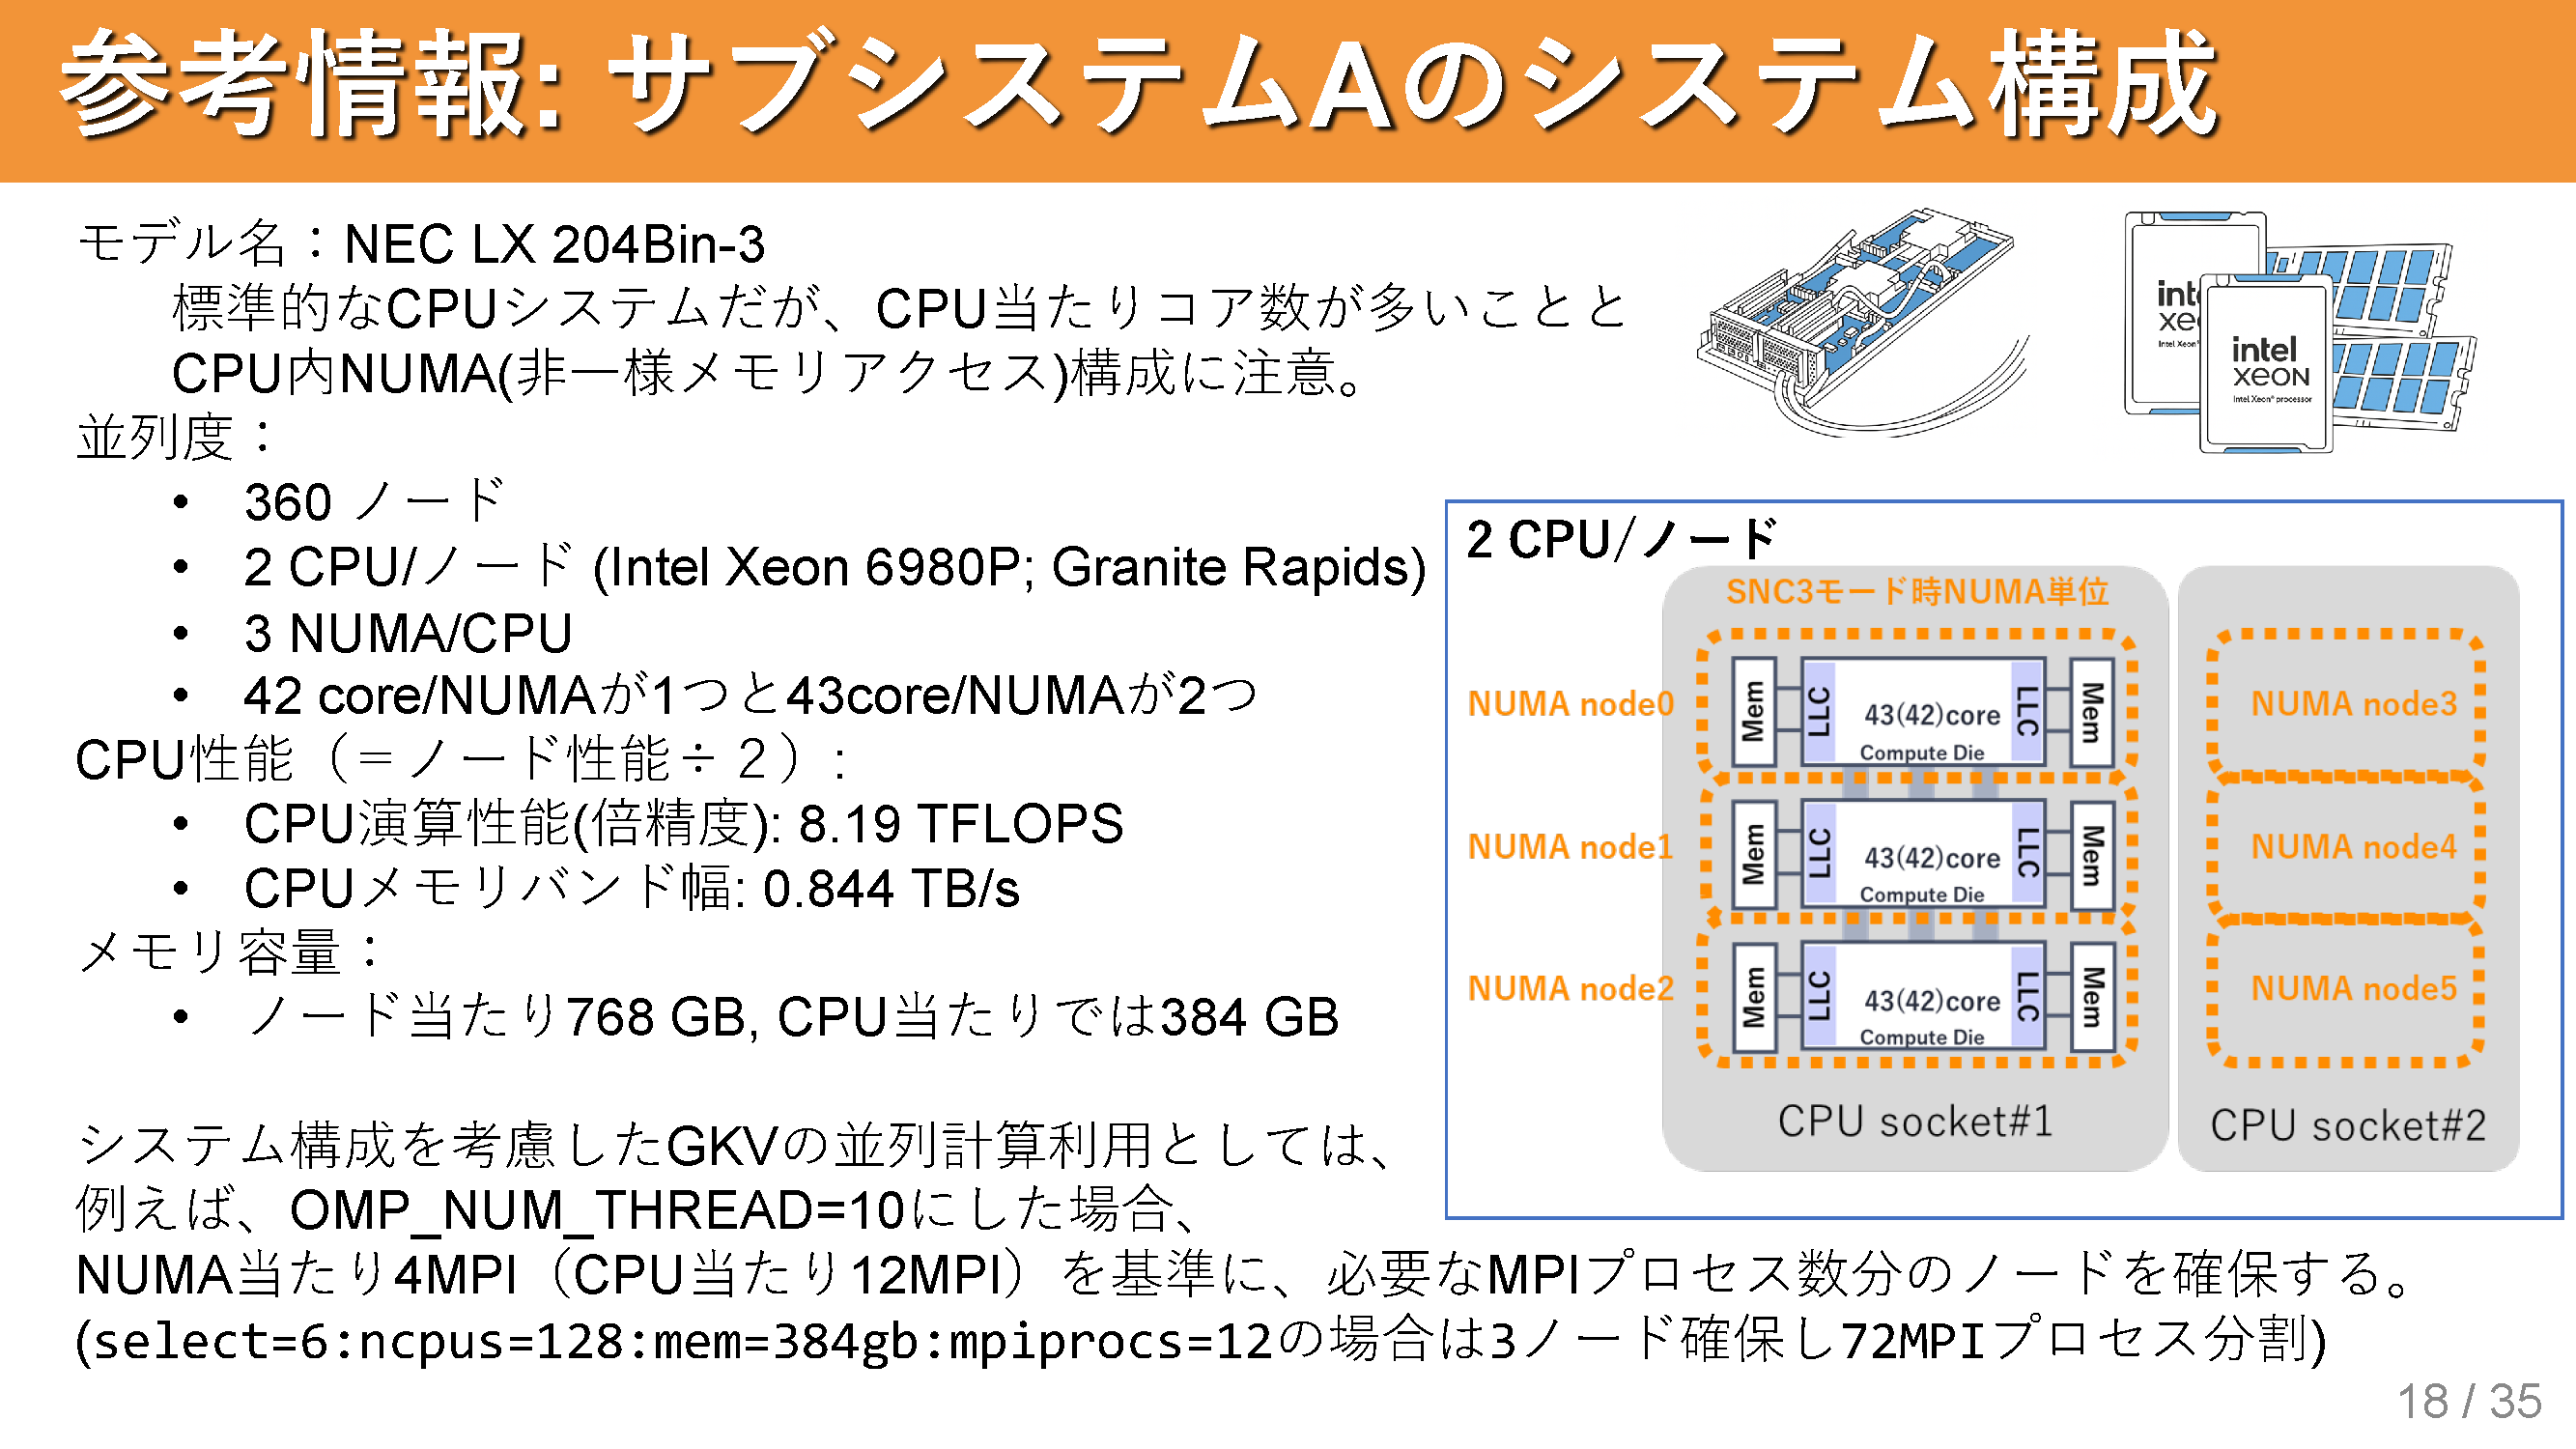 参考情報: サブシステムAのシステム構成
モデル名：NEC LX 204Bin-3
標準的なCPUシステムだが、CPU当たりコア数が多いことと
CPU内NUMA(非一様メモリアクセス)構成に注意。
並列度：
• 360 ノード
• 2 CPU/ノード (Intel Xeon 6980P; Granite Rapids)
• 3 NUMA/CPU
• 42 core/NUMAが1つと43core/NUMAが2つ
CPU性能（＝ノード性能÷２）:
• CPU演算性能(倍精度): 8.19 TFLOPS
• CPUメモリバンド幅: 0.844 TB/s
メモリ容量：
• ノード当たり768 GB, CPU当たりでは384 GB
システム構成を考慮したGKVの並列計算利用としては、
例えば、OMP_NUM_THREAD=10にした場合、
NUMA当たり4MPI（CPU当たり12MPI）を基準に、必要なMPIプロセス数分のノードを確保する。
(select=6:ncpus=128:mem=384gb:mpiprocs=12の場合は3ノード確保し72MPIプロセス分割)
int
xe
Intel Xeon®
intel
xeon
Intel Xeon® processor
2 CPU/ノード
SNC3モード時NUMA単位
NUMA node0
Mem
LLC
43(42)core
Compute Die
LLC
Mem
NUMA node3
NUMA node1
Mem
LLC
43(42)core
Compute Die
LLC
Mem
NUMA node4
NUMA node2
Mem
LLC
43(42)core
Compute Die
LLC
Mem
NUMA node5
CPU socket#1
CPU socket#2
18 / 35